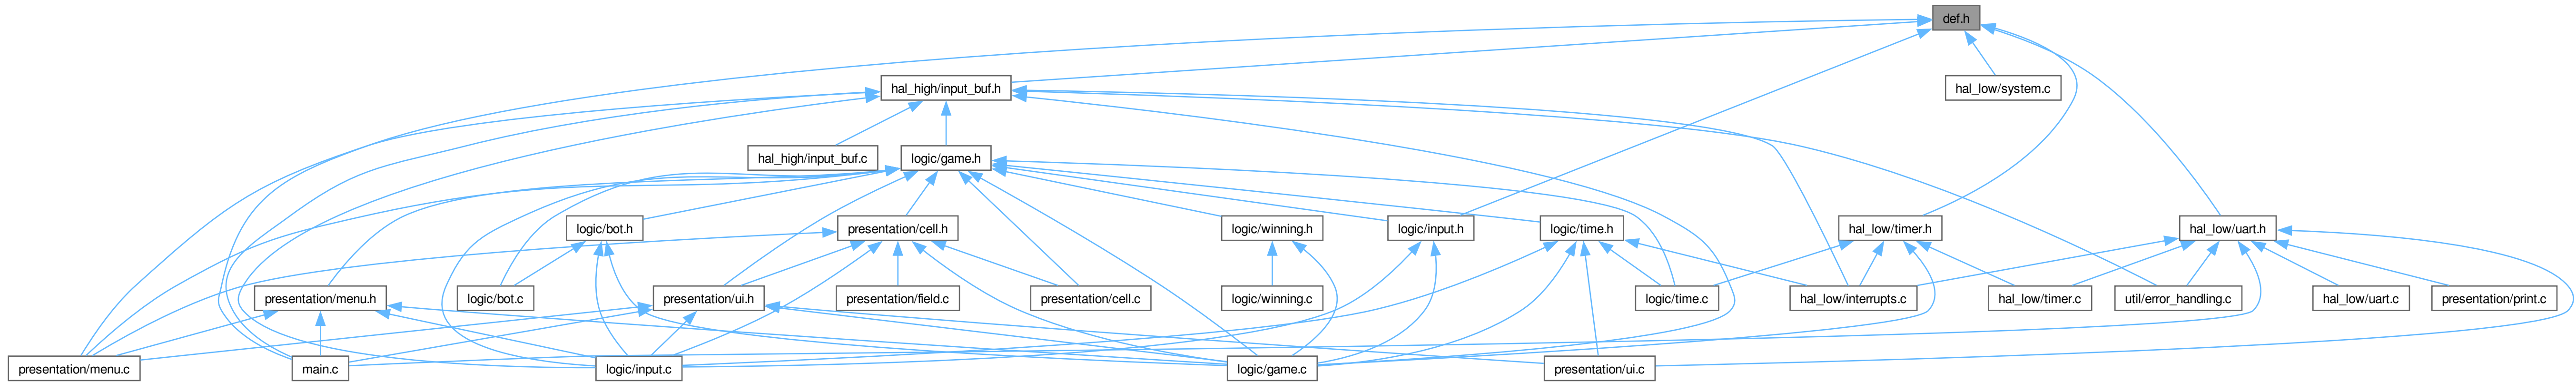 def.h
hal_high/input_buf.h
hal_low/system.c
hal_high/input_buf.c
logic/game.h
logic/bot.h
presentation/cell.h
logic/winning.h
logic/input.h
logic/time.h
hal_low/timer.h
hal_low/uart.h
presentation/menu.h
logic/bot.c
presentation/ui.h
presentation/field.c
presentation/cell.c
logic/winning.c
logic/time.c
hal_low/interrupts.c
hal_low/timer.c
util/error_handling.c
hal_low/uart.c
presentation/print.c
presentation/menu.c
main.c
logic/input.c
logic/game.c
presentation/ui.c